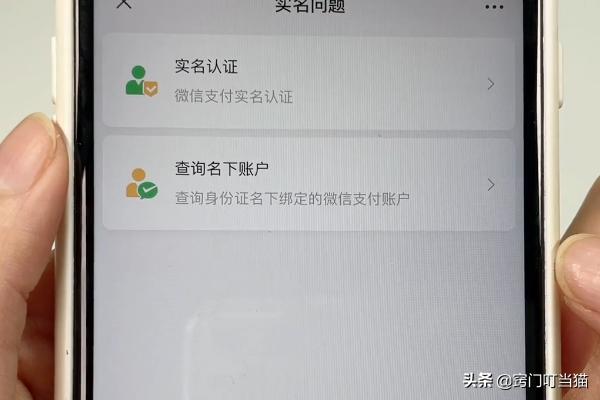 实名问题
实名认证
微信支付实名认证
查询名下账户
查询身份证名下绑定的微信支付账户
头条 @窍门叮当猫